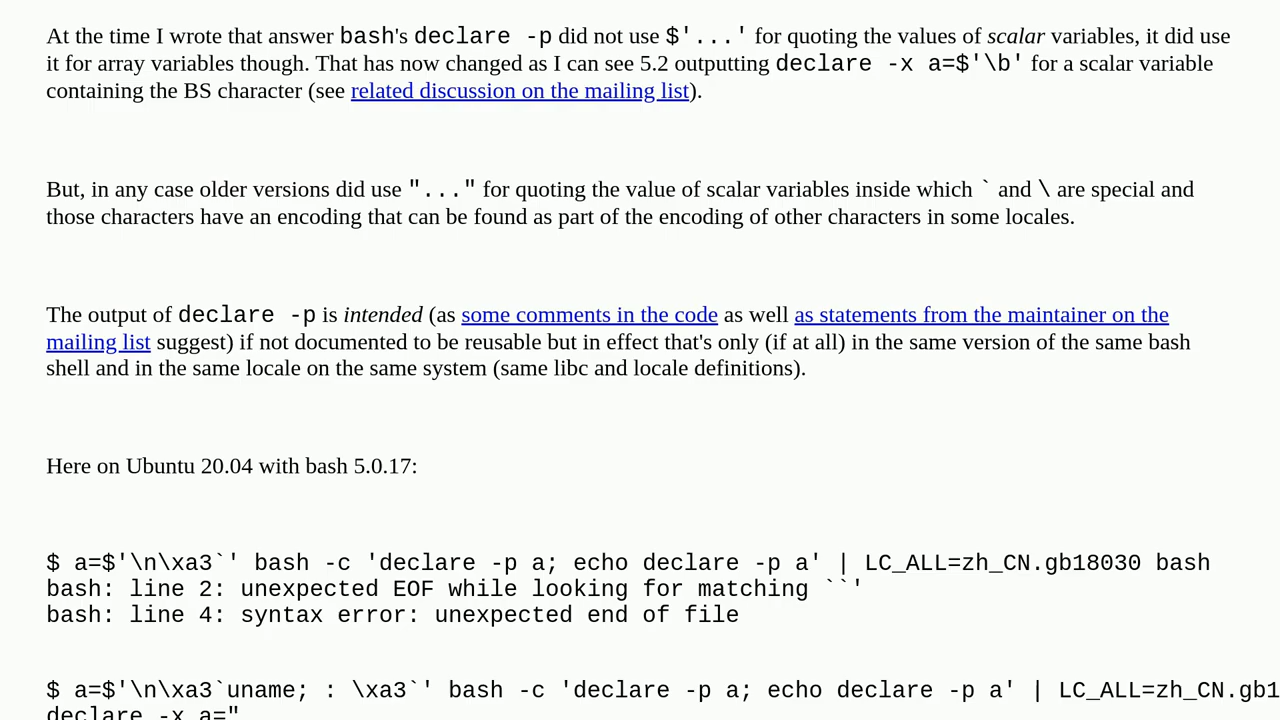 At the time I wrote that answer bash's declare -p did not use $'...' for quoting the values of scalar variables, it did use
it for array variables though. That has now changed as I can see 5.2 outputting declare -x a=$'\b' for a scalar variable
containing the BS character (see related discussion on the mailing list).
But, in any case older versions did use "..." for quoting the value of scalar variables inside which ` and \ are special and
those characters have an encoding that can be found as part of the encoding of other characters in some locales.
The output of declare -p is intended (as some comments in the code as well as statements from the maintainer on the
mailing list suggest) if not documented to be reusable but in effect that's only (if at all) in the same version of the same bash
shell and in the same locale on the same system (same libc and locale definitions).
Here on Ubuntu 20.04 with bash 5.0.17:
$ a=$'\n\xa3`' bash -c 'declare -p a; echo declare -p a' | LC_ALL=zh_CN.gb18030 bash
bash: line 2: unexpected EOF while looking for matching ``'
bash: line 4: syntax error: unexpected end of file
$ a=$'\n\xa3`uname; : \xa3`' bash -c 'declare -p a; echo declare -p a' | LC_ALL=zh_CN.gb1
declare -x a="